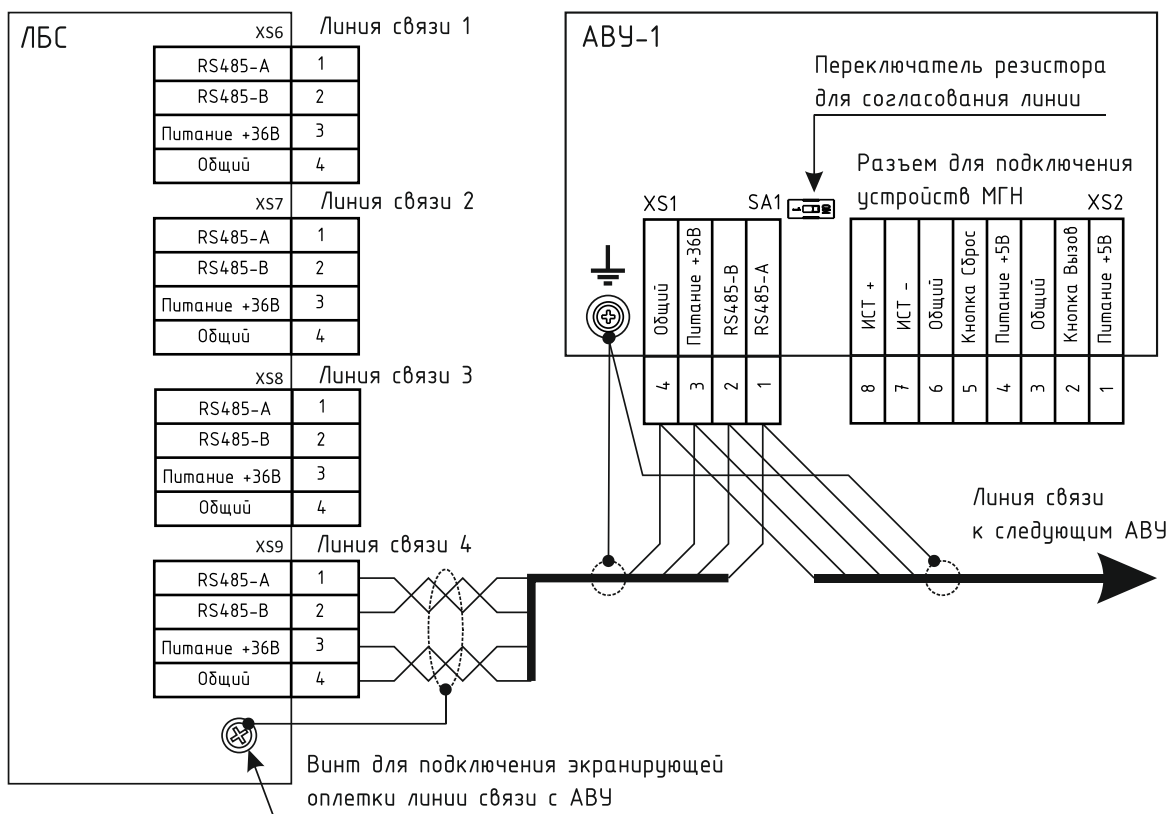 ЛБС
XS6
Линия связи 1
RS485-A
1
RS485-B
2
Питание +36В
3
Общий
4
XS7
Линия связи 2
RS485-A
1
RS485-B
2
Питание +36В
3
Общий
4
XS8
Линия связи 3
RS485-A
1
RS485-B
2
Питание +36В
3
Общий
4
XS9
Линия связи 4
RS485-A
1
RS485-B
2
Питание +36В
3
Общий
4
Винт для подключения экранирующей
оплетки линии связи с АВУ
АВУ-1
Переключатель резистора
для согласования линии
Разъем для подключения
устройств МГН
XS1
SA1
1
ON
XS2
Общий
Питание +36В
RS485-B
RS485-A
4
3
2
1
ИСТ +
ИСТ -
Общий
Кнопка Сброс
Питание +5В
Общий
Кнопка Вызов
Питание +5В
8
7
6
5
4
3
2
1
Линия связи
к следующим АВУ